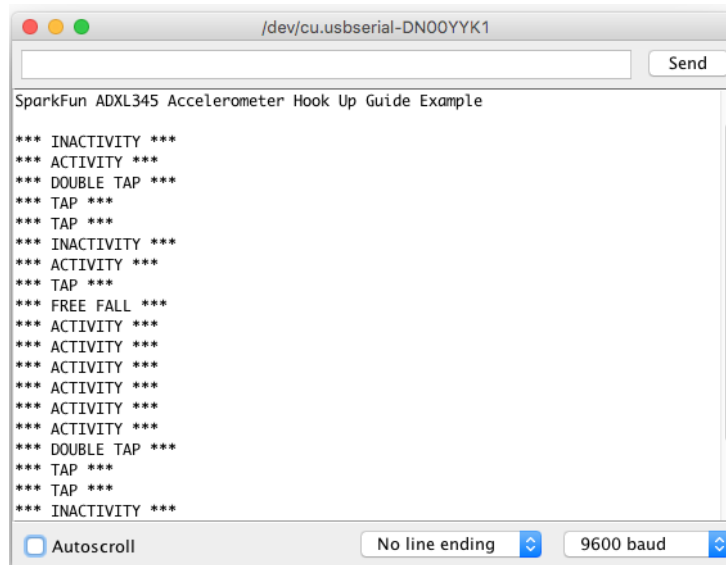 /dev/cu.usbserial-DN00YYK1
Send
SparkFun ADXL345 Accelerometer Hook Up Guide Example
*** INACTIVITY ***
*** ACTIVITY ***
*** DOUBLE TAP ***
*** TAP ***
*** TAP ***
*** INACTIVITY ***
*** ACTIVITY ***
*** TAP ***
*** FREE FALL ***
*** ACTIVITY ***
*** ACTIVITY ***
*** ACTIVITY ***
*** ACTIVITY ***
*** ACTIVITY ***
*** ACTIVITY ***
*** DOUBLE TAP ***
*** TAP ***
*** TAP ***
*** INACTIVITY ***
Autoscroll No line ending 9600 baud